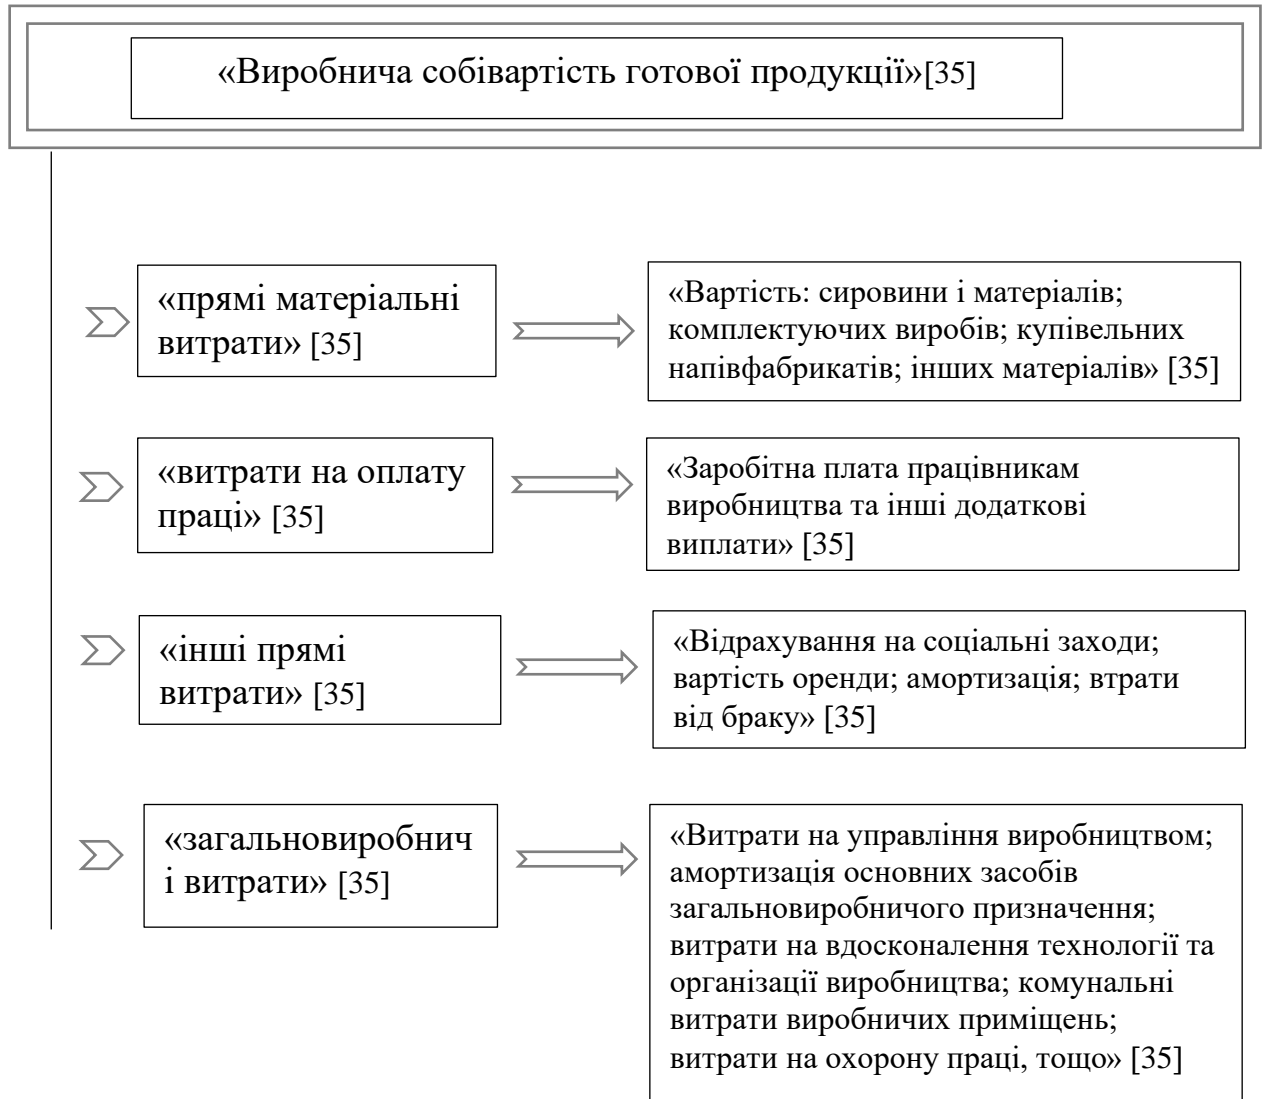 «Виробнича собівартість готової продукції»[35]
«прямі матеріальні
витрати» [35]
«Вартість: сировини і матеріалів;
комплектуючих виробів; купівельних
напівфабрикатів; інших матеріалів» [35]
«витрати на оплату
праці» [35]
«Заробітна плата працівникам
виробництва та інші додаткові
виплати» [35]
«інші прямі
витрати» [35]
«Відрахування на соціальні заходи;
вартість оренди; амортизація; втрати
від браку» [35]
«загальновиробнич
і витрати» [35]
«Витрати на управління виробництвом;
амортизація основних засобів
загальновиробничого призначення;
витрати на вдосконалення технології та
організації виробництва; комунальні
витрати виробничих приміщень;
витрати на охорону праці, тощо» [35]